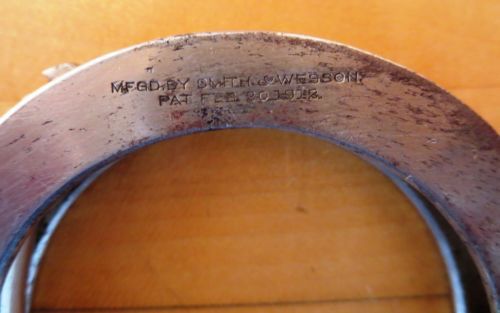 MFGD.BY SMITH & WESSON.
PAT FEB. 20.1912.